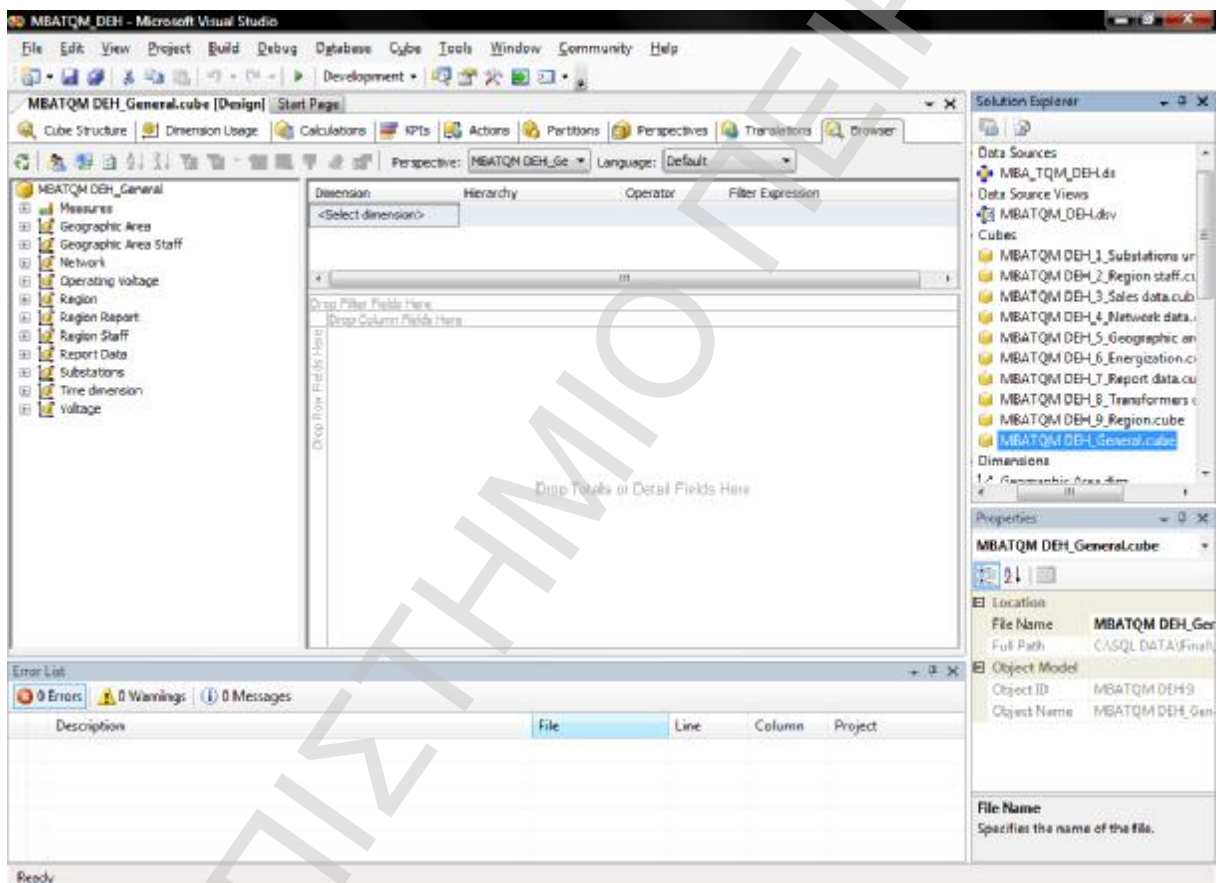 MBATQM_DEH - Microsoft Visual Studio
File Edit View Project Build Debug Database Cube Tools Window Community Help
Development
MBATQM DEH_General.cube [Design] Start Page
Cube Structure Dimension Usage Calculations KPIs Actions Partitions Perspectives Translations Browser
Perspective: MBATQM DEH_Ge Language: Default
MBATQM DEH_General
Measures
Geographic Area
Geographic Area Staff
Network
Operating Voltage
Region
Region Report
Region Staff
Report Data
Substations
Time dimension
Voltage
Dimension Hierarchy Operator Filter Expression
<Select dimension>
Drop Filter Fields Here
Drop Column Fields Here
Drop Row Fields Here
Drop Totals or Detail Fields Here
Solution Explorer
Data Sources
MBA_TQM_DEH.ds
Data Source Views
MBATQM_DEH.dsv
Cubes
MBATQM DEH_1_Substations ur
MBATQM DEH_2_Region staff.cu
MBATQM DEH_3_Sales data.cub
MBATQM DEH_4_Network data.
MBATQM DEH_5_Geographic an
MBATQM DEH_6_Energization.c
MBATQM DEH_7_Report data.cu
MBATQM DEH_8_Transformers
MBATQM DEH_9_Region.cube
MBATQM DEH_General.cube
Dimensions
Geographic Area.dim
Properties
MBATQM DEH_General.cube
Location
File Name MBATQM DEH_Ger
Full Path C:\SQL DATA\Final\
Object Model
Object ID MBATQM DEH9
Object Name MBATQM DEH_Gen
File Name
Specifies the name of the file.
Error List
0 Errors 0 Warnings 0 Messages
Description File Line Column Project
Ready
ΠΙΣΤΗΜΙΟ ΠΕΙΡ